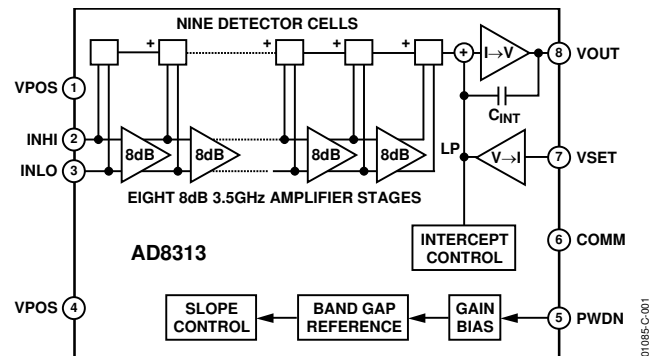 NINE DETECTOR CELLS
+ + + + +
I→V
8 VOUT
VPOS 1
CINT
INHI 2
8dB 8dB 8dB 8dB
LP
V→I
7 VSET
INLO 3
EIGHT 8dB 3.5GHz AMPLIFIER STAGES
INTERCEPT
CONTROL
6 COMM
AD8313
VPOS 4
SLOPE
CONTROL
BAND GAP
REFERENCE
GAIN
BIAS
5 PWDN
01085-C-001